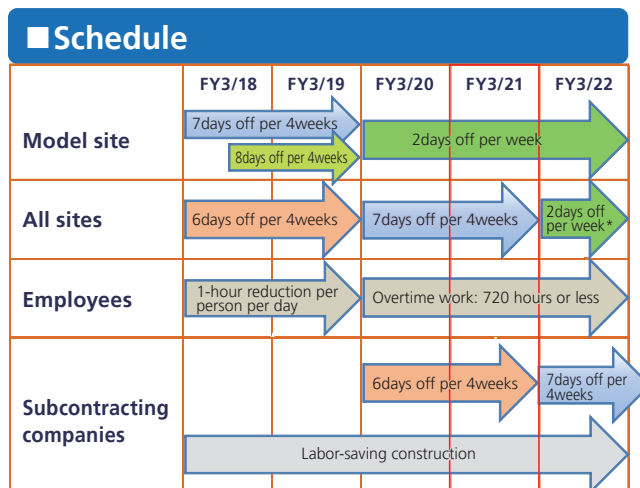 ■Schedule
FY3/18 FY3/19 FY3/20 FY3/21 FY3/22
Model site
7days off per 4weeks
8days off per 4weeks
2days off per week
All sites
6days off per 4weeks
7days off per 4weeks
2days off
per week*
Employees
1-hour reduction per
person per day
Overtime work: 720 hours or less
Subcontracting
companies
6days off per 4weeks
7days off per
4weeks
Labor-saving construction